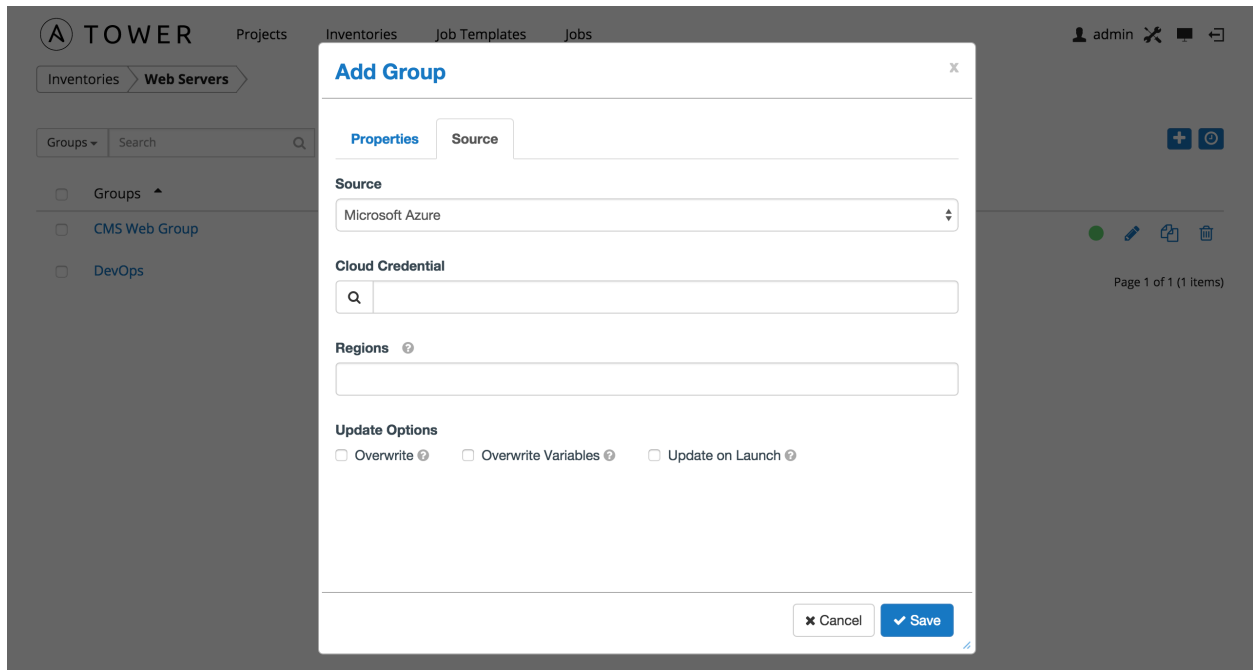 A TOWER Projects Inventories Job Templates Jobs admin
Inventories Web Servers
Add Group x
Groups Search
Properties Source
Groups
Source
Microsoft Azure
CMS Web Group
DevOps
Cloud Credential
Page 1 of 1 (1 items)
Regions ?
Update Options
Overwrite ? Overwrite Variables ? Update on Launch ?
Cancel Save